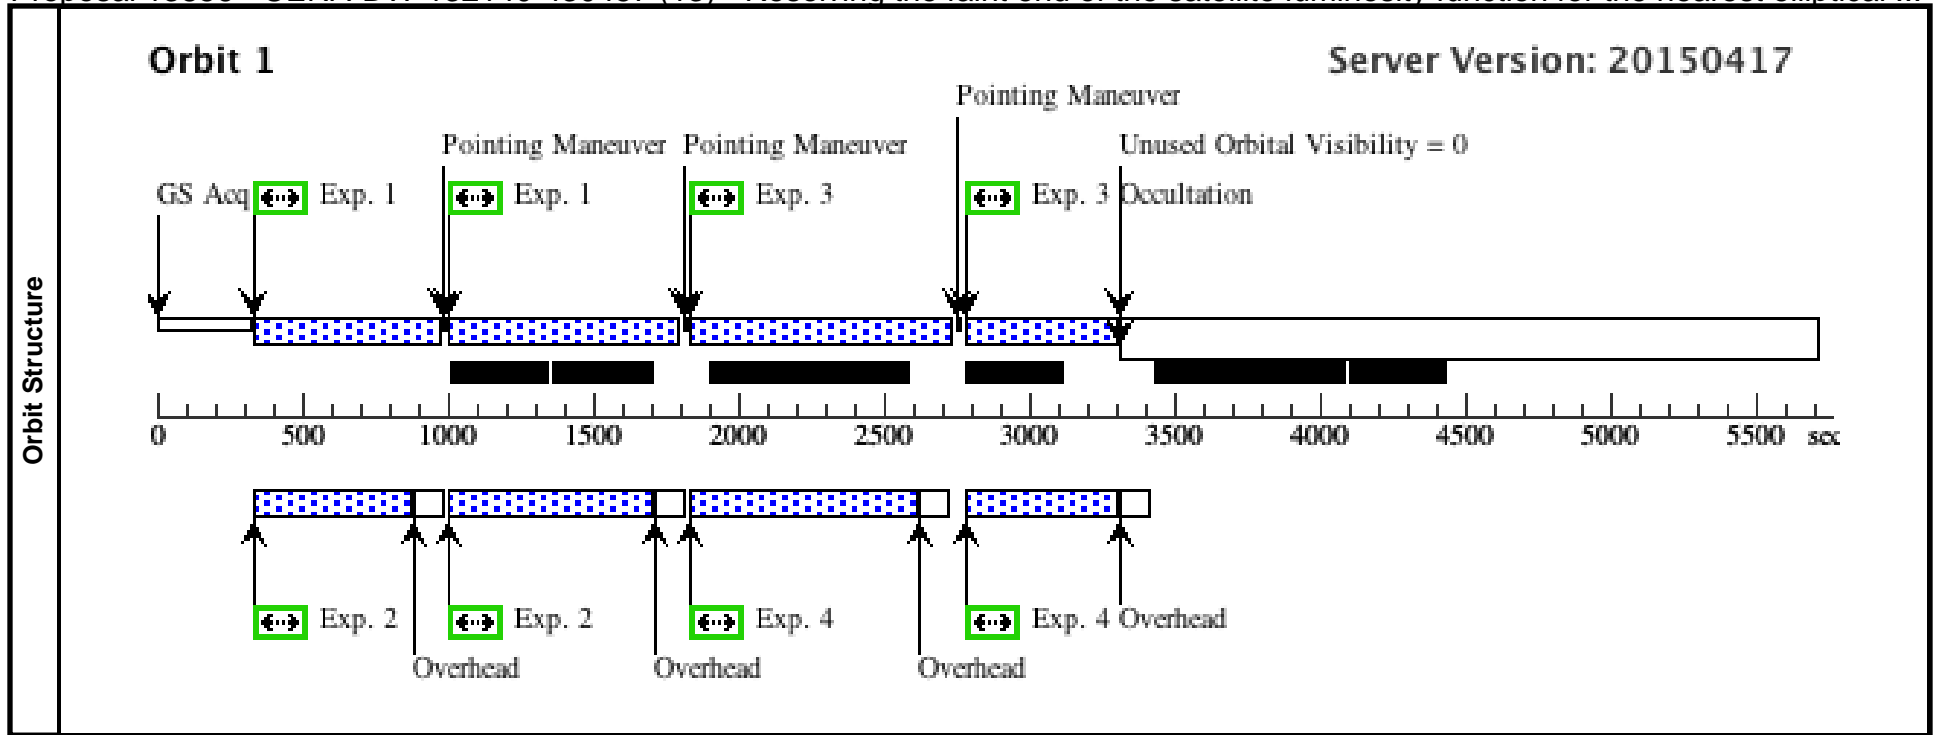 Orbit 1
Server Version: 20150417
Pointing Maneuver
Pointing Maneuver Pointing Maneuver Unused Orbital Visibility = 0
GS Acq Exp. 1 Exp. 1 Exp. 3 Exp. 3 Occultation
Orbit Structure
0 500 1000 1500 2000 2500 3000 3500 4000 4500 5000 5500 sec
Exp. 2 Exp. 2 Exp. 4 Exp. 4 Overhead
Overhead Overhead Overhead